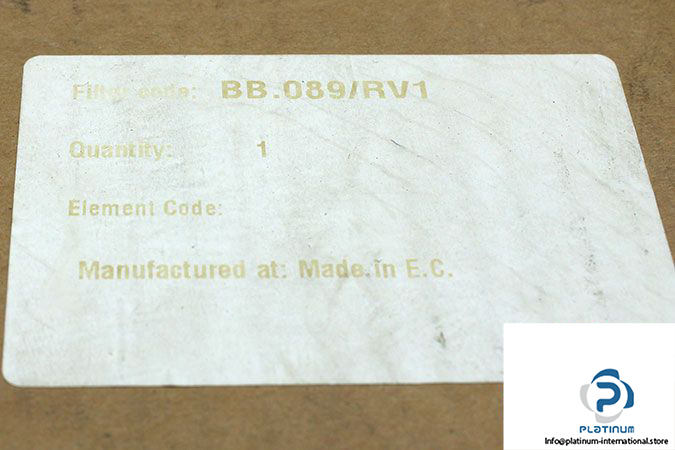 Filter code: BB.089/RV1
Quantity: 1
Element Code:
Manufactured at: Made in E.C.
PLATINUM
Info@platinum-international.store